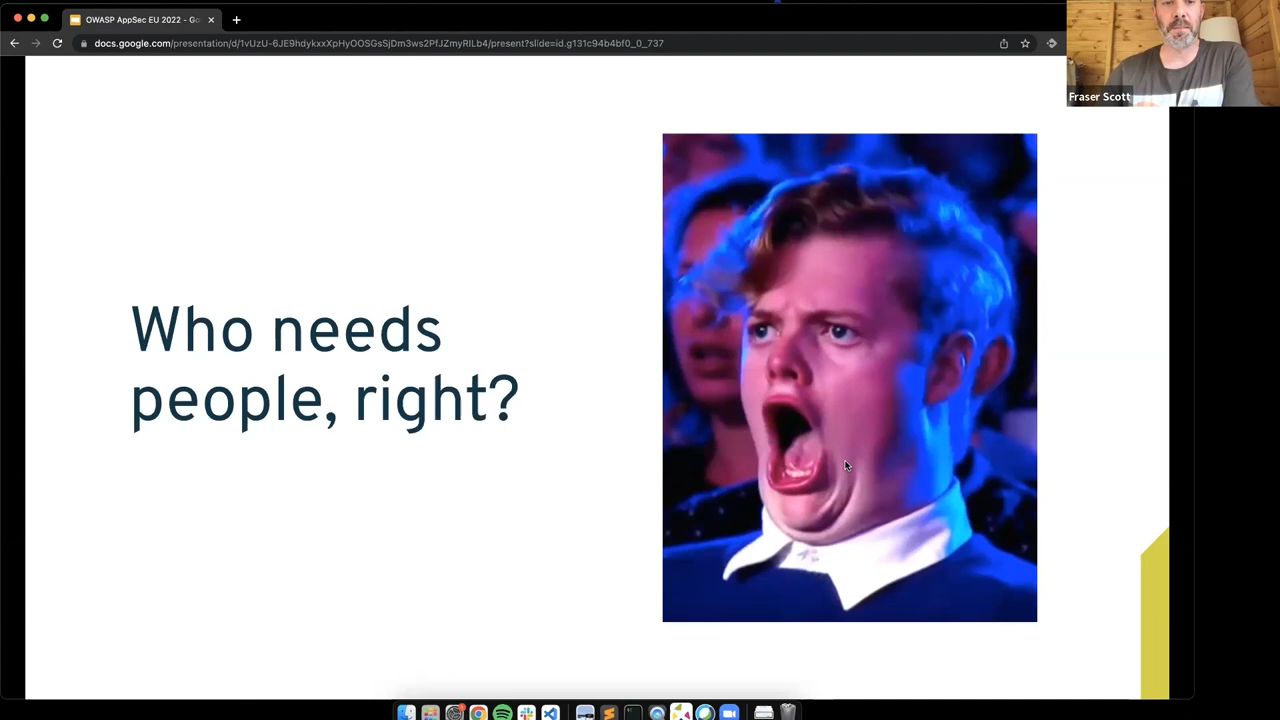 OWASP AppSec EU 2022 - Go
docs.google.com/presentation/d/1vUzU-6JE9hdykxxXpHyOOSGsSjDm3ws2PfJZmyRILb4/present?slide=id.g131c94b4bf0_0_737
Fraser Scott
Who needs
people, right?